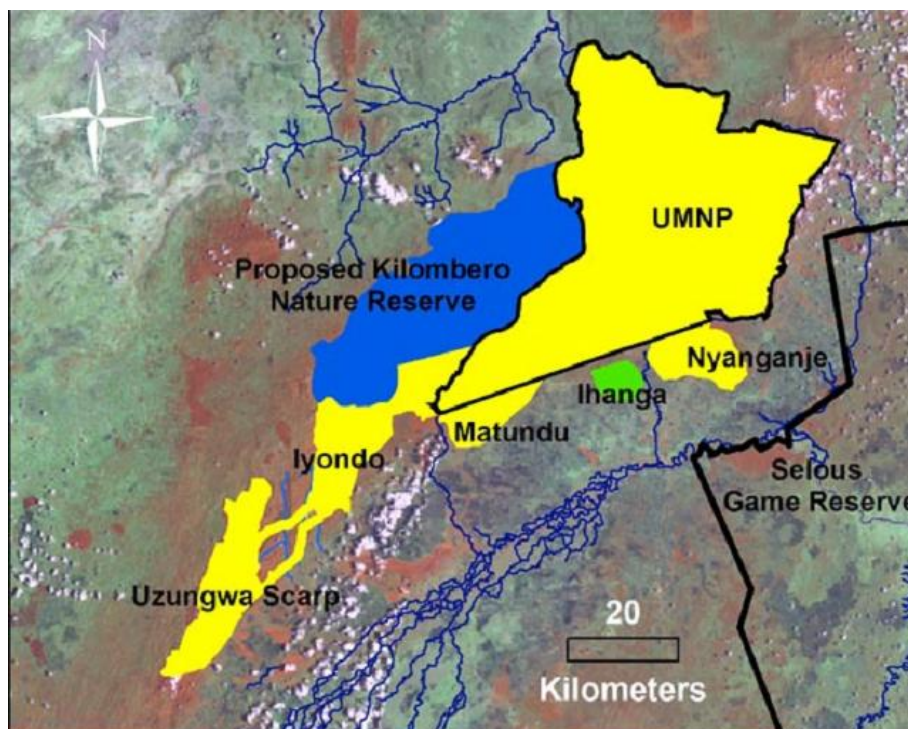 N
UMNP
Proposed Kilombero
Nature Reserve
Nyanganje
Ihanga
Matundu
Iyondo
Selous
Game Reserve
Uzungwa Scarp
20
Kilometers